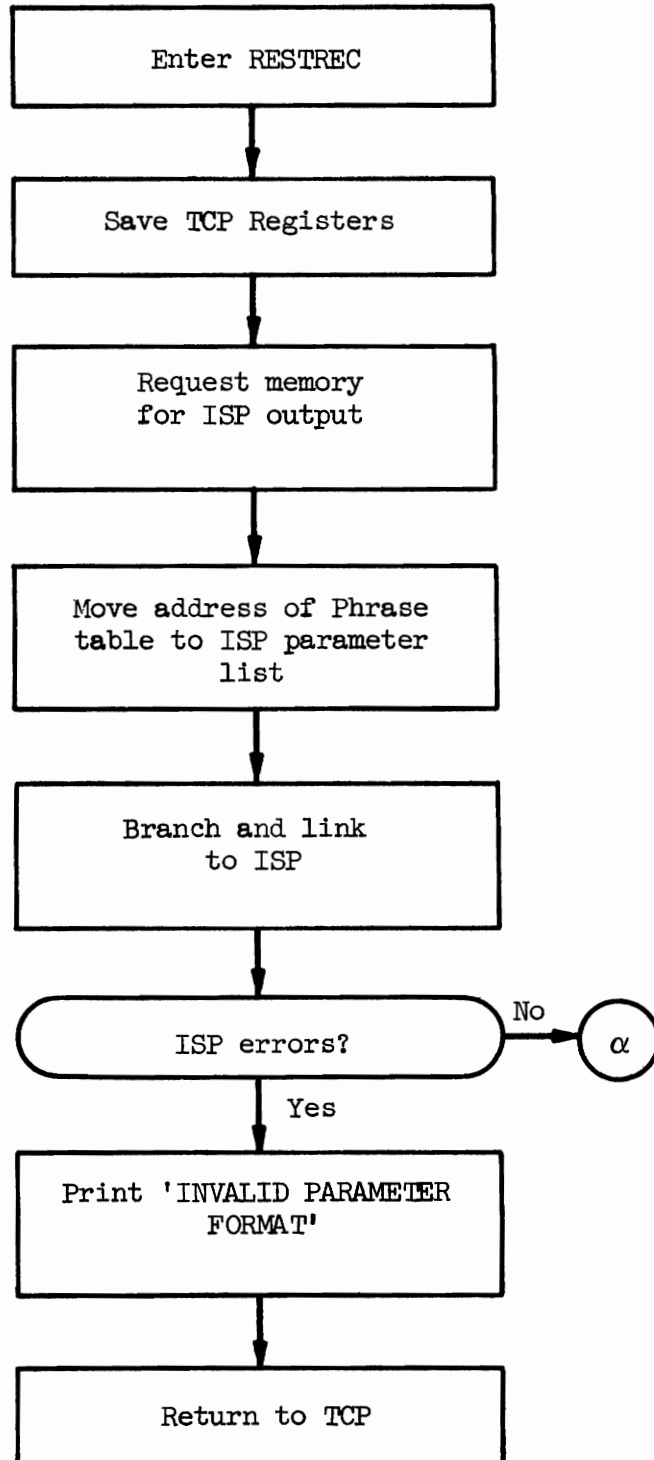 Enter RESTREC
Save TCP Registers
Request memory
for ISP output
Move address of Phrase
table to ISP parameter
list
Branch and link
to ISP
ISP errors?
No
α
Yes
Print 'INVALID PARAMETER
FORMAT'
Return to TCP